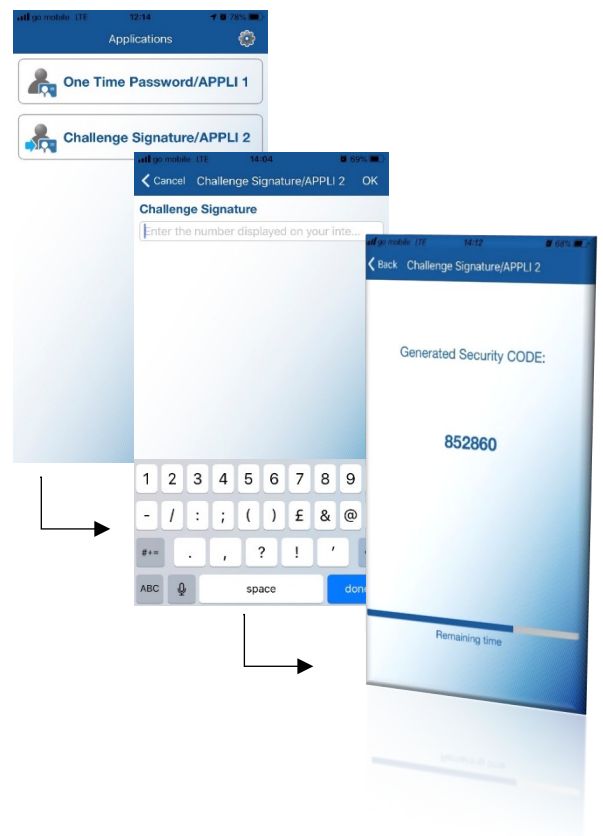 go mobile LTE 12:14 78%
Applications
One Time Password/APPLI 1
Challenge Signature/APPLI 2
go mobile LTE 14:04 69%
Cancel Challenge Signature/APPLI 2 OK
Challenge Signature
Enter the number displayed on your inte...
1 2 3 4 5 6 7 8 9
- / : ; ( ) £ & @
#+= . , ? ! '
ABC space done
go mobile LTE 14:12 68%
Back Challenge Signature/APPLI 2
Generated Security CODE:
852860
Remaining time